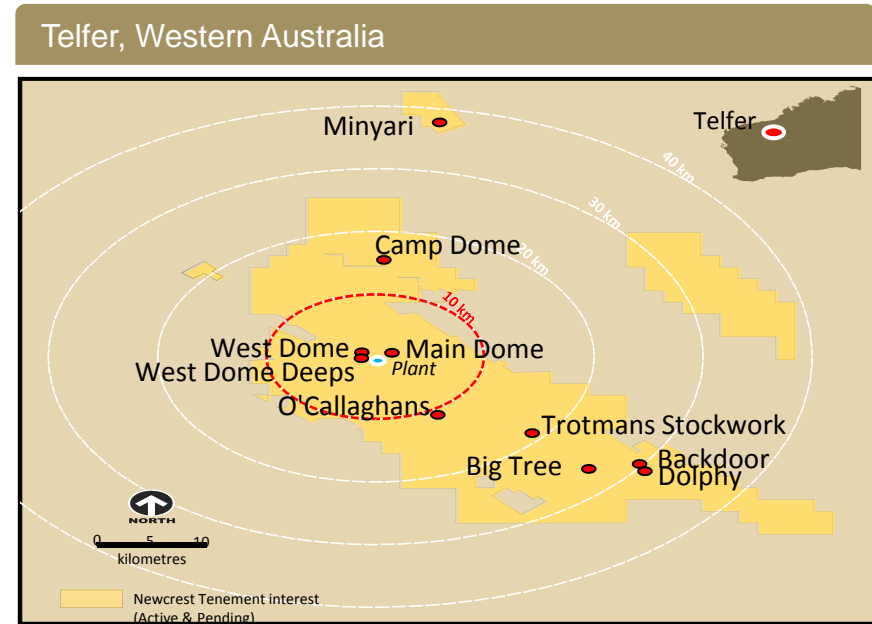 Telfer, Western Australia
Minyari
Telfer
40 km
30 km
Camp Dome
20 km
10 km
West Dome
Main Dome
West Dome Deeps
Plant
O'Callaghans
Trotmans Stockwork
Big Tree
Backdoor
Dolphy
NORTH
0 5 10
kilometres
Newcrest Tenement interest
(Active & Pending)